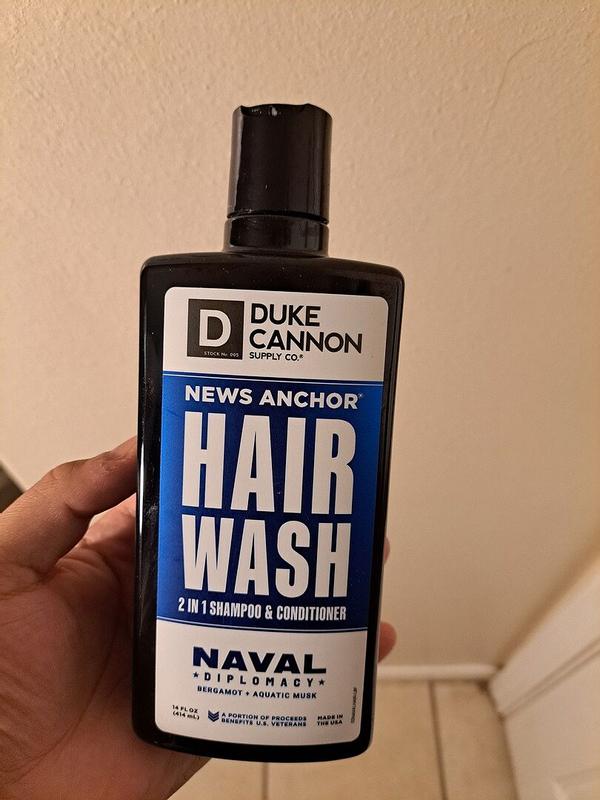 D
STOCK No 005
DUKE
CANNON
SUPPLY CO.®
NEWS ANCHOR®
HAIR
WASH
2 IN 1 SHAMPOO & CONDITIONER
NAVAL
★ DIPLOMACY ★
BERGAMOT + AQUATIC MUSK
14 FL OZ
(414 mL)
A PORTION OF PROCEEDS
BENEFITS U.S. VETERANS
MADE IN
THE USA